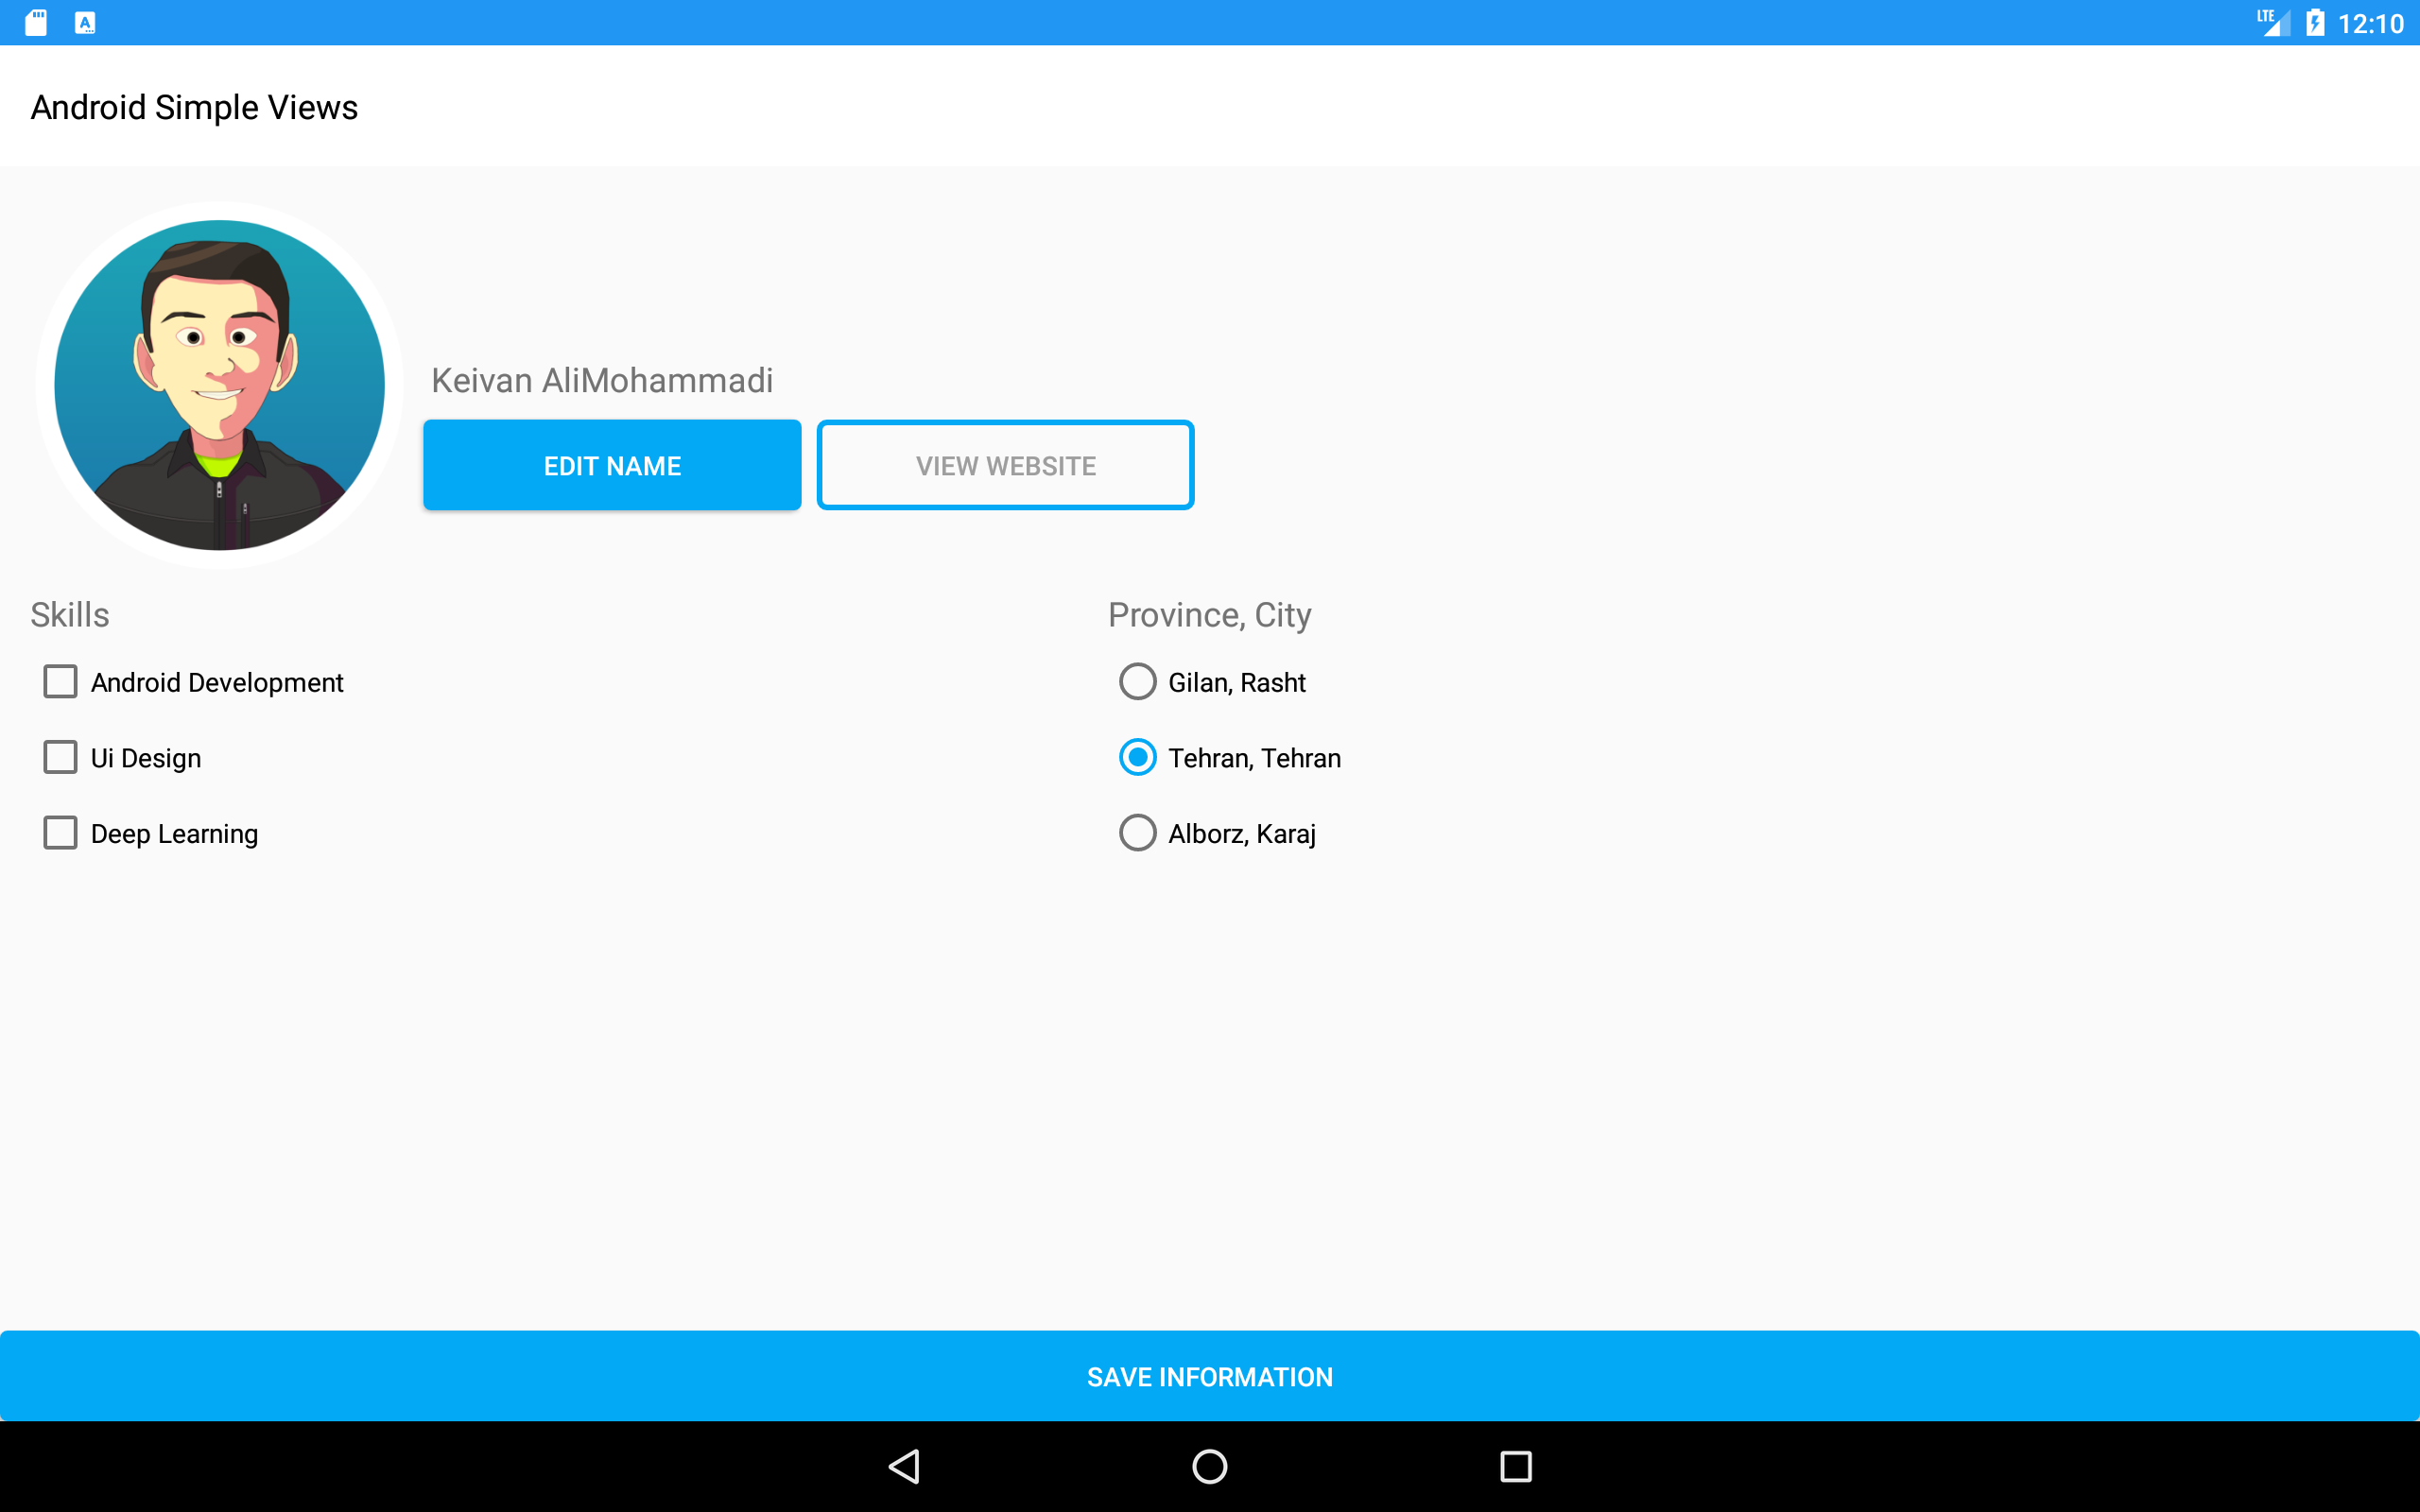 LTE 12:10
Android Simple Views
Keivan AliMohammadi
EDIT NAME VIEW WEBSITE
Skills Province, City
Android Development Gilan, Rasht
Ui Design Tehran, Tehran
Deep Learning Alborz, Karaj
SAVE INFORMATION